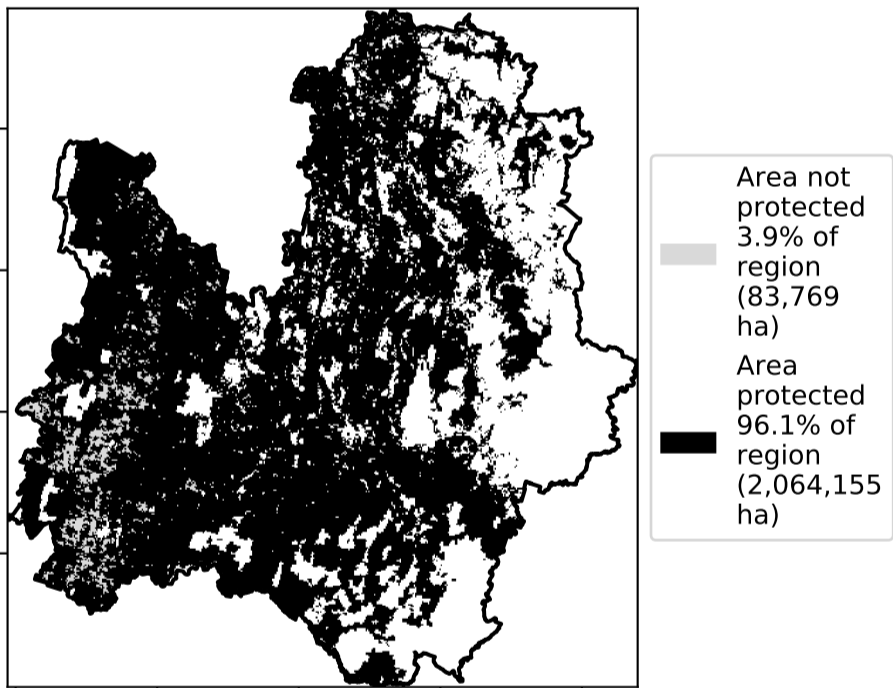 Area not
protected
3.9% of
region
(83,769
ha)
Area
protected
96.1% of
region
(2,064,155
ha)